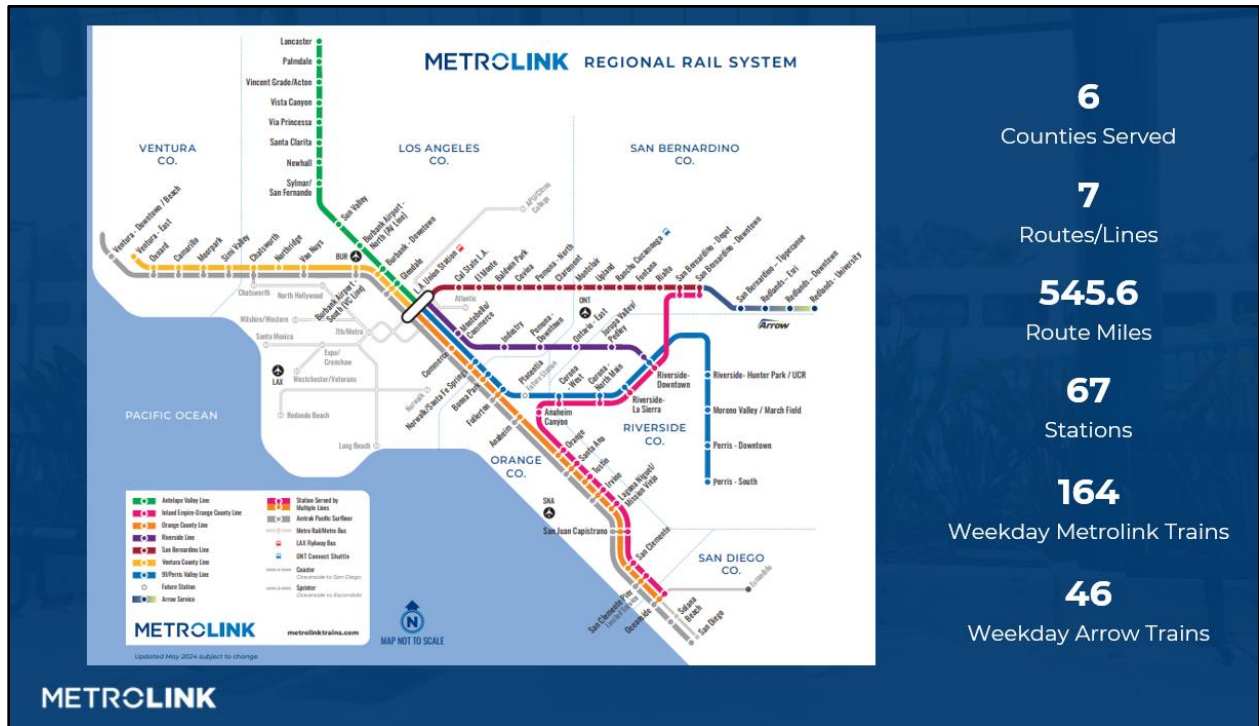 METROLINK REGIONAL RAIL SYSTEM
VENTURA
CO.
LOS ANGELES
CO.
SAN BERNARDINO
CO.
Lancaster
Palmdale
Vincent Grade/Acton
Vista Canyon
Via Princessa
Santa Clarita
Newhall
Sylmar/
San Fernando
Sun Valley
Burbank Airport -
North (AV Line)
Burbank - Downtown
Glendale
L.A. Union Station
Ventura - Downtown / Beach
Ventura - East
Oxnard
Camarillo
Moorpark
Simi Valley
Chatsworth
Northridge
Van Nuys
BUR
Burbank Airport -
South (VC Line)
APU/Citrus
College
Cal State L.A.
El Monte
Baldwin Park
Covina
Pomona - North
Claremont
Montclair
Upland
Rancho Cucamonga
Fontana
Rialto
San Bernardino - Depot
San Bernardino - Downtown
San Bernardino - Tippecanoe
Redlands - Esri
Redlands - Downtown
Redlands - University
Arrow
Chatsworth
North Hollywood
Wilshire/Western
Santa Monica
7th/Metro
Atlantic
Expo/
Crenshaw
LAX
Westchester/Veterans
Redondo Beach
Norwalk
Long Beach
Montebello/
Commerce
Industry
Pomona -
Downtown
ONT
Ontario - East
Jurupa Valley/
Pedley
Riverside-
Downtown
Commerce
Norwalk/Santa Fe Springs
Buena Park
Fullerton
Placentia
Future Station
Corona
- West
Corona -
North Main
Riverside-
La Sierra
Riverside- Hunter Park / UCR
Moreno Valley / March Field
Perris - Downtown
Perris - South
PACIFIC OCEAN
RIVERSIDE
CO.
Anaheim
Canyon
Anaheim
ORANGE
CO.
Orange
Santa Ana
Tustin
Irvine
Laguna Niguel/
Mission Viejo
SNA
San Juan Capistrano
San Clemente
SAN DIEGO
CO.
San Clemente Pier
Limited Service
Oceanside
Solana
Beach
San Diego
Escondido
Antelope Valley Line
Inland Empire-Orange County Line
Orange County Line
Riverside Line
San Bernardino Line
Ventura County Line
91/Perris Valley Line
Future Station
Arrow Service
Station Served by
Multiple Lines
Amtrak Pacific Surfliner
Metro Rail/Metro Bus
LAX Flyaway Bus
ONT Connect Shuttle
Coaster
Oceanside to San Diego
Sprinter
Oceanside to Escondido
METROLINK
metrolinktrains.com
N
MAP NOT TO SCALE
Updated May 2024 subject to change
6
Counties Served
7
Routes/Lines
545.6
Route Miles
67
Stations
164
Weekday Metrolink Trains
46
Weekday Arrow Trains
METROLINK